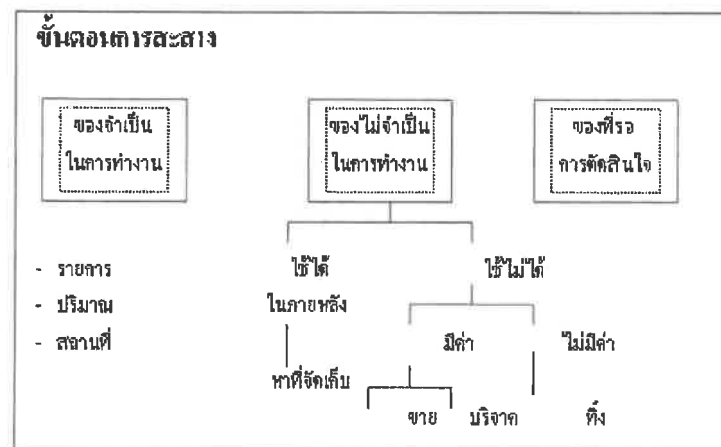 ขั้นตอนการสะสาง
ของจำเป็น
ในการทำงาน
ของไม่จำเป็น
ในการทำงาน
ของที่รอ
การตัดสินใจ
- รายการ
- ปริมาณ
- สถานที่
ใช้ได้
ในภายหลัง
ใช้ไม่ได้
มีค่า
ไม่มีค่า
หาที่จัดเก็บ
ขาย
บริจาค
ทิ้ง